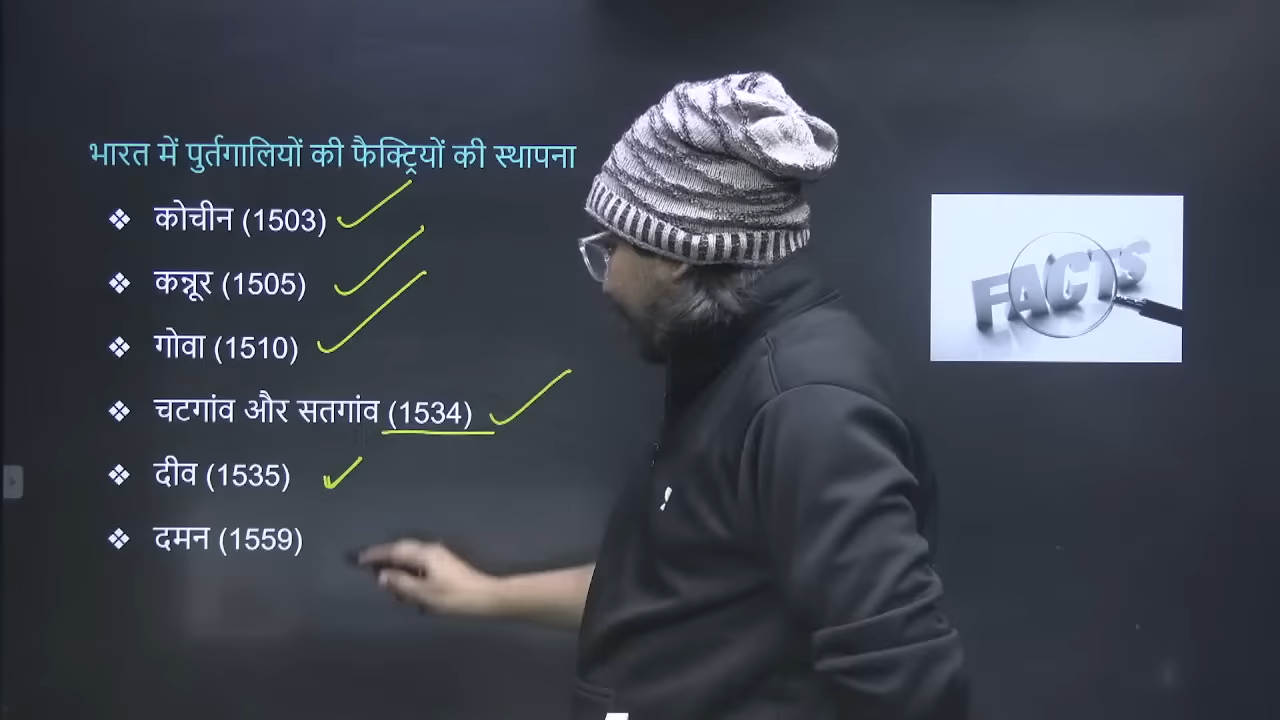 भारत में पुर्तगालियों की फैक्ट्रियों की स्थापना
❖ कोचीन (1503)
❖ कन्नूर (1505)
❖ गोवा (1510)
❖ चटगांव और सतगांव (1534)
❖ दीव (1535)
❖ दमन (1559)
FACTS